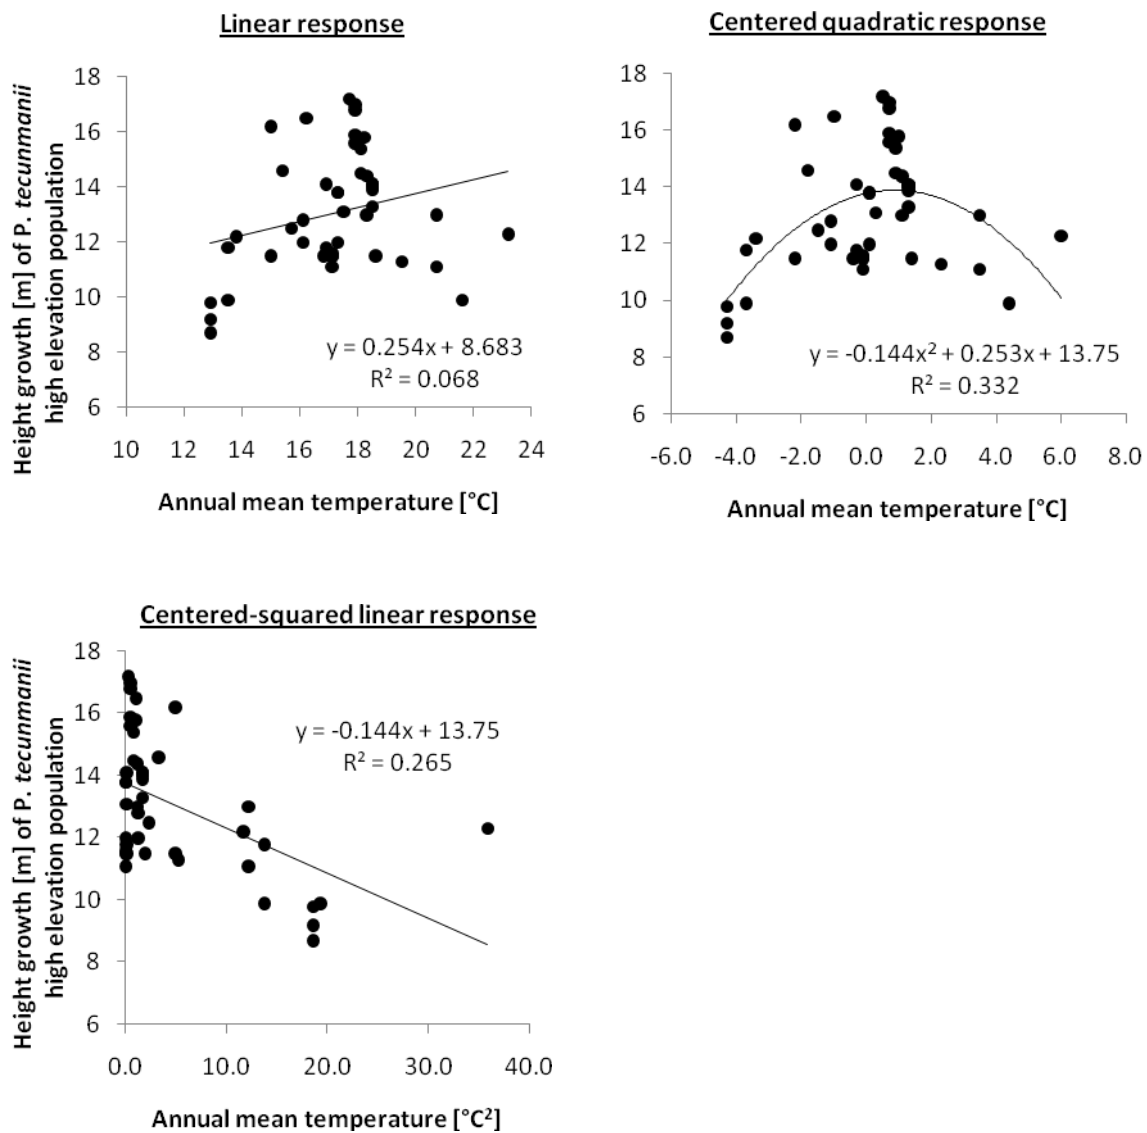 Linear response
Height growth [m] of P. tecunmanii
high elevation population
18
16
14
12
10
8
6
y = 0.254x + 8.683
R² = 0.068
10 12 14 16 18 20 22 24
Annual mean temperature [°C]
Centered quadratic response
18
16
14
12
10
8
6
y = -0.144x² + 0.253x + 13.75
R² = 0.332
-6.0 -4.0 -2.0 0.0 2.0 4.0 6.0 8.0
Annual mean temperature [°C]
Centered-squared linear response
Height growth [m] of P. tecunmanii
high elevation population
18
16
14
12
10
8
6
y = -0.144x + 13.75
R² = 0.265
0.0 10.0 20.0 30.0 40.0
Annual mean temperature [°C²]